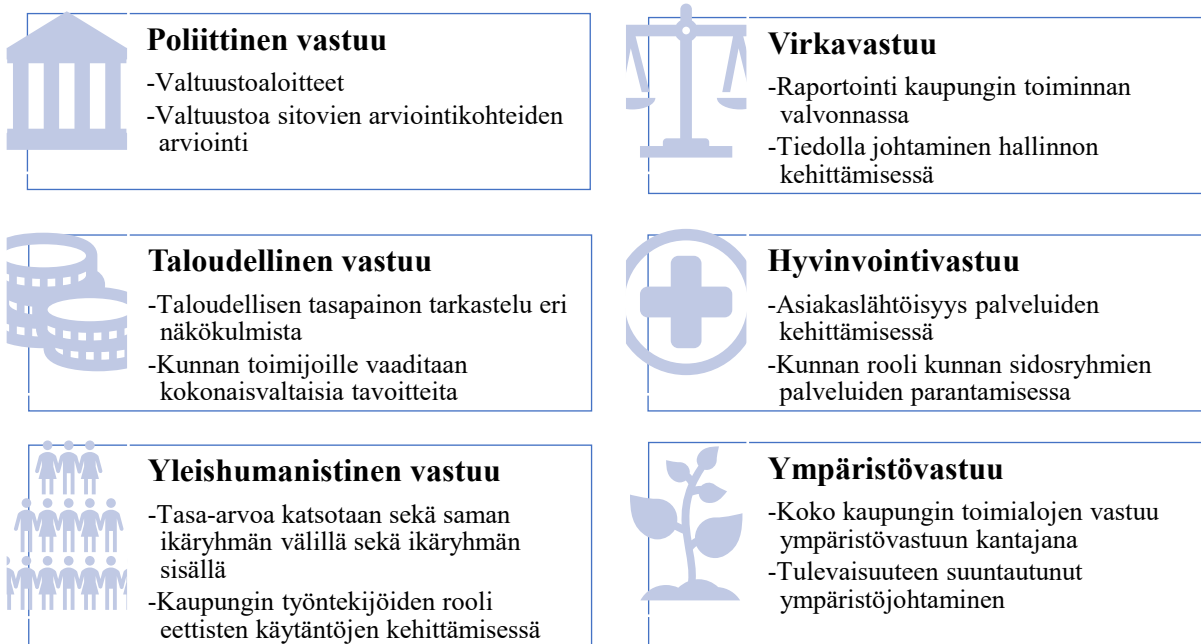 Poliittinen vastuu
-Valtuustoaloitteet
-Valtuustoa sitovien arviointikohteiden
arviointi
Virkavastuu
-Raportointi kaupungin toiminnan
valvonnassa
-Tiedolla johtaminen hallinnon
kehittämisessä
Taloudellinen vastuu
-Taloudellisen tasapainon tarkastelu eri
näkökulmista
-Kunnan toimijoille vaaditaan
kokonaisvaltaisia tavoitteita
Hyvinvointivastuu
-Asiakaslähtöisyys palveluiden
kehittämisessä
-Kunnan rooli kunnan sidosryhmien
palveluiden parantamisessa
Yleishumanistinen vastuu
-Tasa-arvoa katsotaan sekä saman
ikäryhmän välillä sekä ikäryhmän
sisällä
-Kaupungin työntekijöiden rooli
eettisten käytäntöjen kehittämisessä
Ympäristövastuu
-Koko kaupungin toimialojen vastuu
ympäristövastuun kantajana
-Tulevaisuuteen suuntautunut
ympäristöjohtaminen